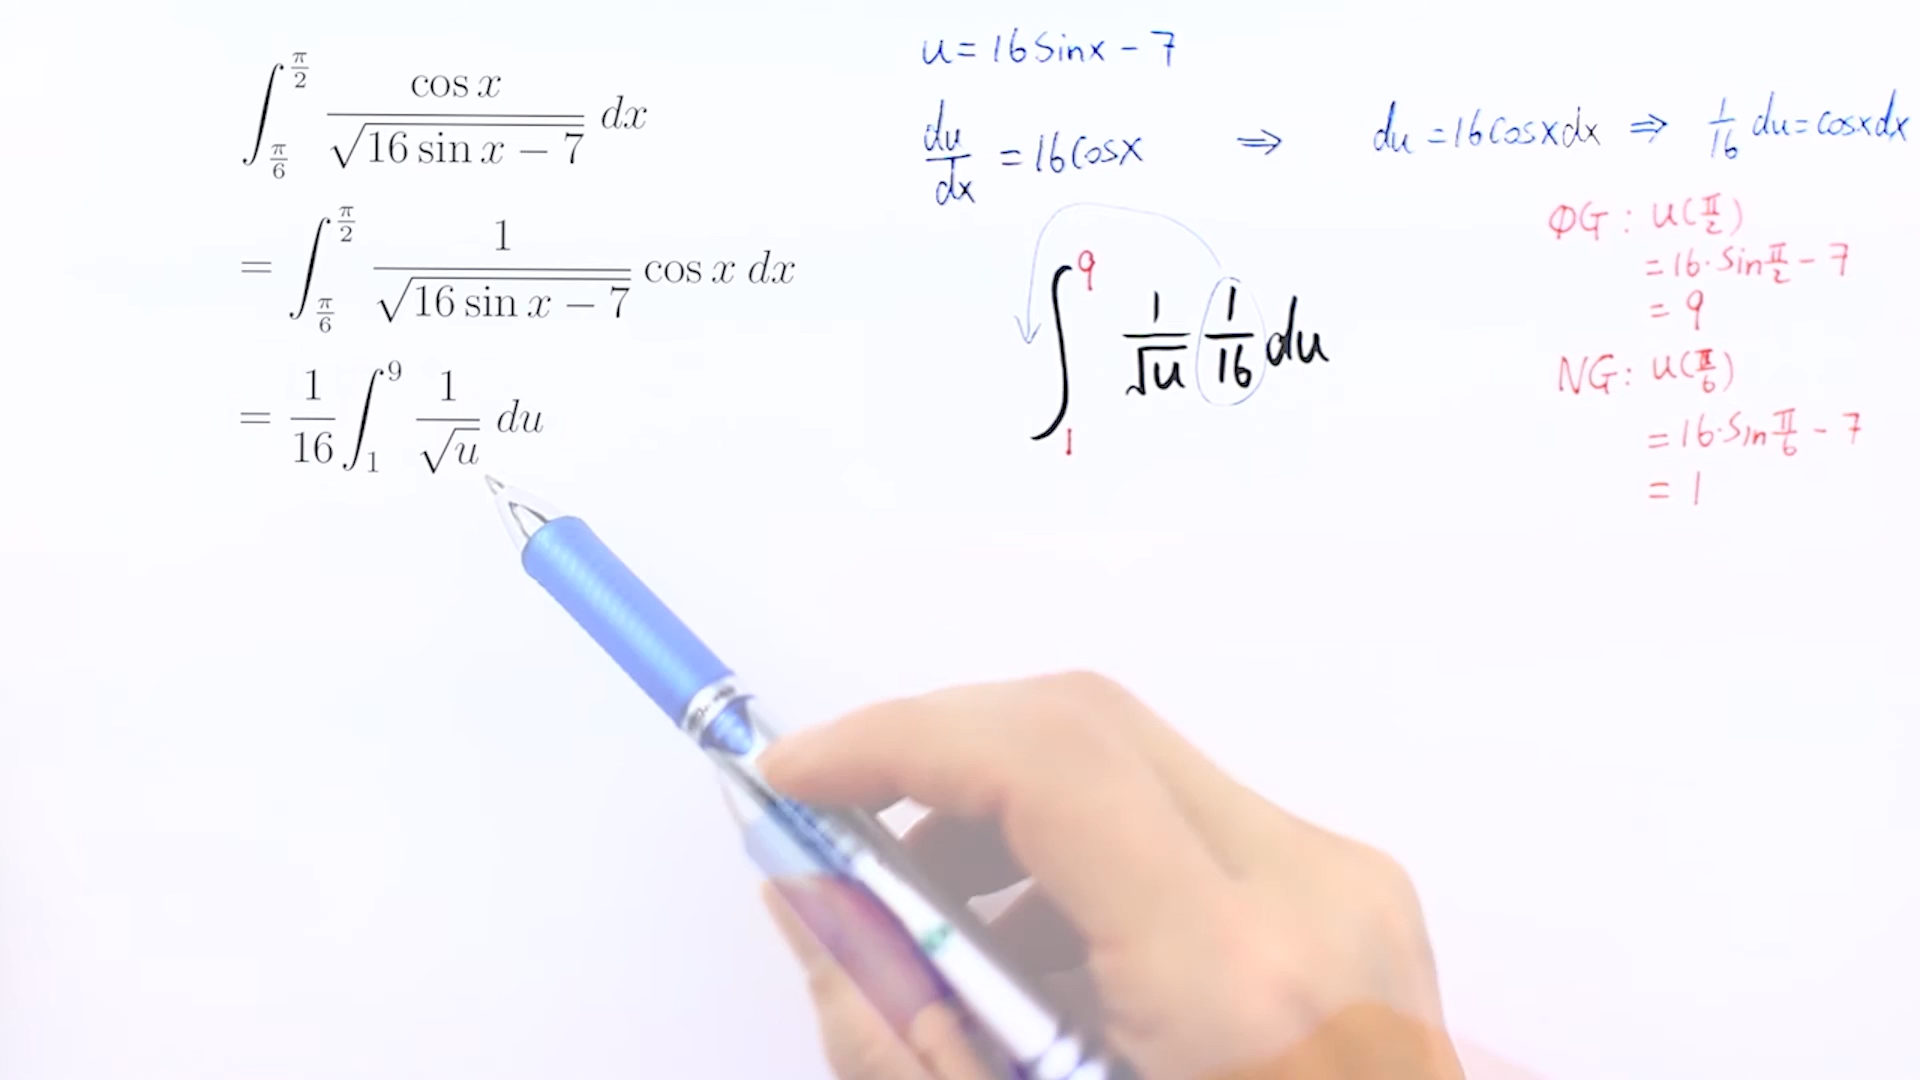 ∫_{π/6}^{π/2} cos x / √(16 sin x − 7) dx
= ∫_{π/6}^{π/2} 1 / √(16 sin x − 7) cos x dx
= 1/16 ∫_1^9 1/√u du
u = 16 Sin x − 7
du/dx = 16 Cos x ⇒ du = 16 cos x dx ⇒ 1/16 du = cos x dx
∫_1^9 1/√u 1/16 du
ØG : u(π/2)
= 16 · Sin π/2 − 7
= 9
NG : u(π/6)
= 16 · Sin π/6 − 7
= 1